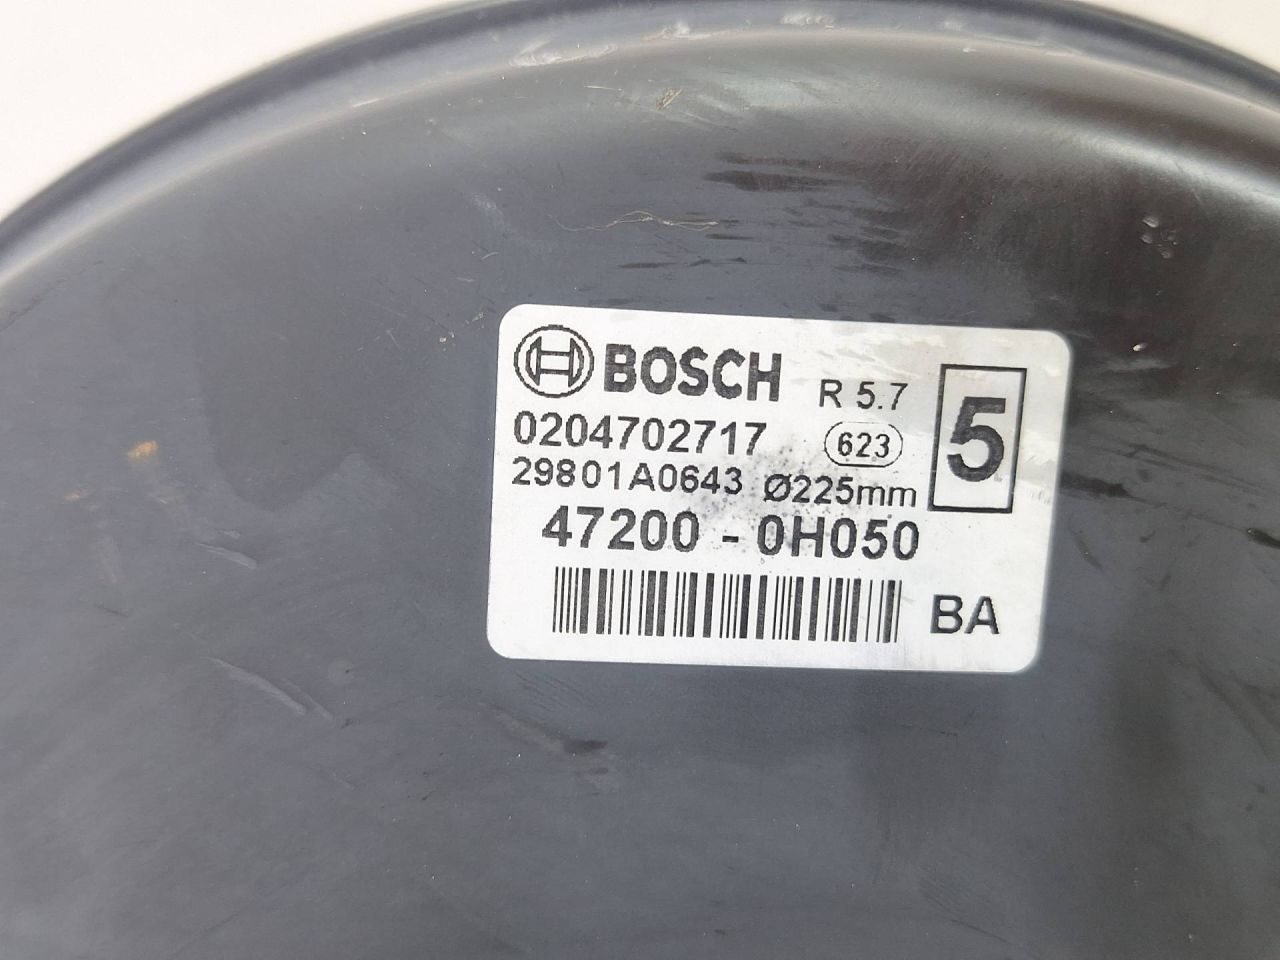 BOSCH R 5.7
5
0204702717 623
29801A0643 Ø225mm
47200 - 0H050
BA